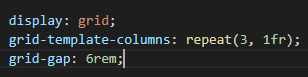 display: grid;
grid-template-columns: repeat(3, 1fr);
grid-gap: 6rem;